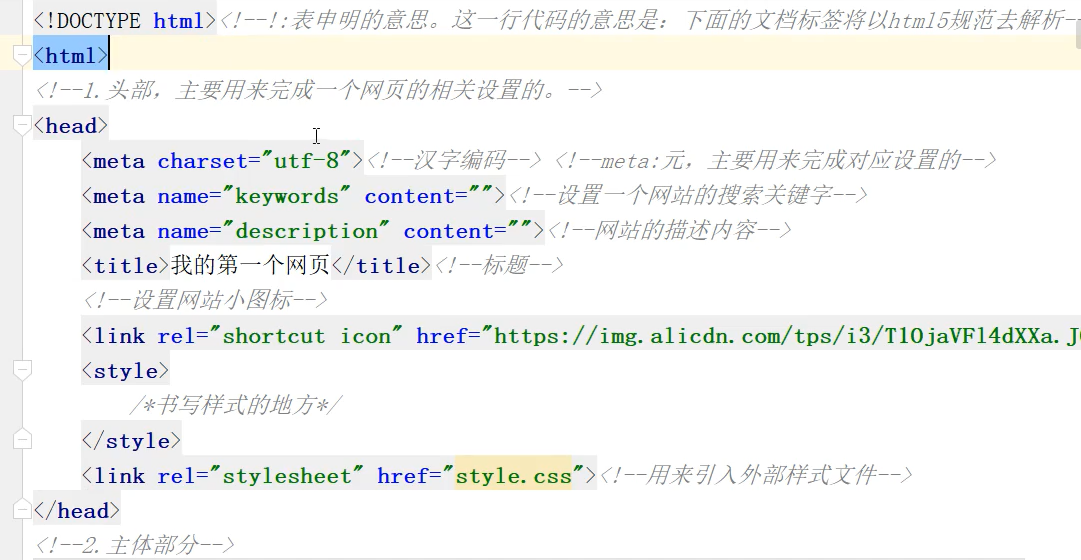 <!DOCTYPE html><!--!:表申明的意思。这一行代码的意思是：下面的文档标签将以html5规范去解析-
<html>
<!--1.头部，主要用来完成一个网页的相关设置的。-->
<head>
<meta charset="utf-8"><!--汉字编码--> <!--meta:元，主要用来完成对应设置的-->
<meta name="keywords" content=""><!--设置一个网站的搜索关键字-->
<meta name="description" content=""><!--网站的描述内容-->
<title>我的第一个网页</title><!--标题-->
<!--设置网站小图标-->
<link rel="shortcut icon" href="https://img.alicdn.com/tps/i3/T1OjaVFl4dXXa.J
<style>
/*书写样式的地方*/
</style>
<link rel="stylesheet" href="style.css"><!--用来引入外部样式文件-->
</head>
<!--2.主体部分-->